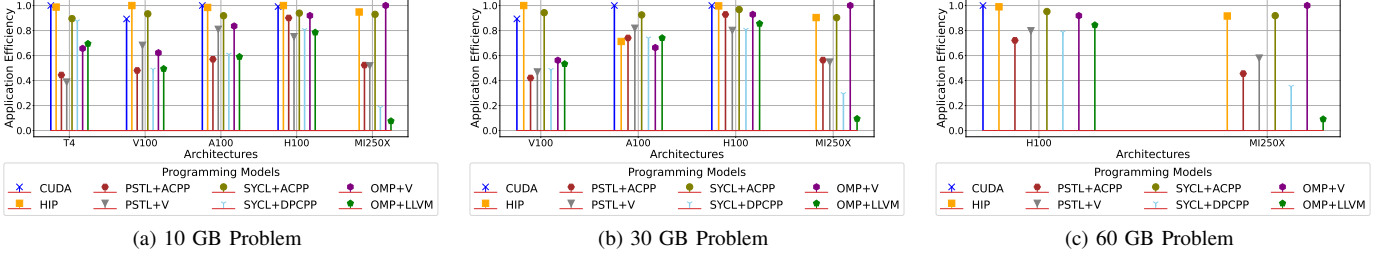 Application Efficiency
1.0
0.8
0.6
0.4
0.2
0.0
T4
V100
A100
H100
MI250X
Architectures
Programming Models
CUDA
PSTL+ACPP
SYCL+ACPP
OMP+V
HIP
PSTL+V
SYCL+DPCPP
OMP+LLVM
(a) 10 GB Problem
Application Efficiency
1.0
0.8
0.6
0.4
0.2
0.0
V100
A100
H100
MI250X
Architectures
Programming Models
CUDA
PSTL+ACPP
SYCL+ACPP
OMP+V
HIP
PSTL+V
SYCL+DPCPP
OMP+LLVM
(b) 30 GB Problem
Application Efficiency
1.0
0.8
0.6
0.4
0.2
0.0
H100
MI250X
Architectures
Programming Models
CUDA
PSTL+ACPP
SYCL+ACPP
OMP+V
HIP
PSTL+V
SYCL+DPCPP
OMP+LLVM
(c) 60 GB Problem